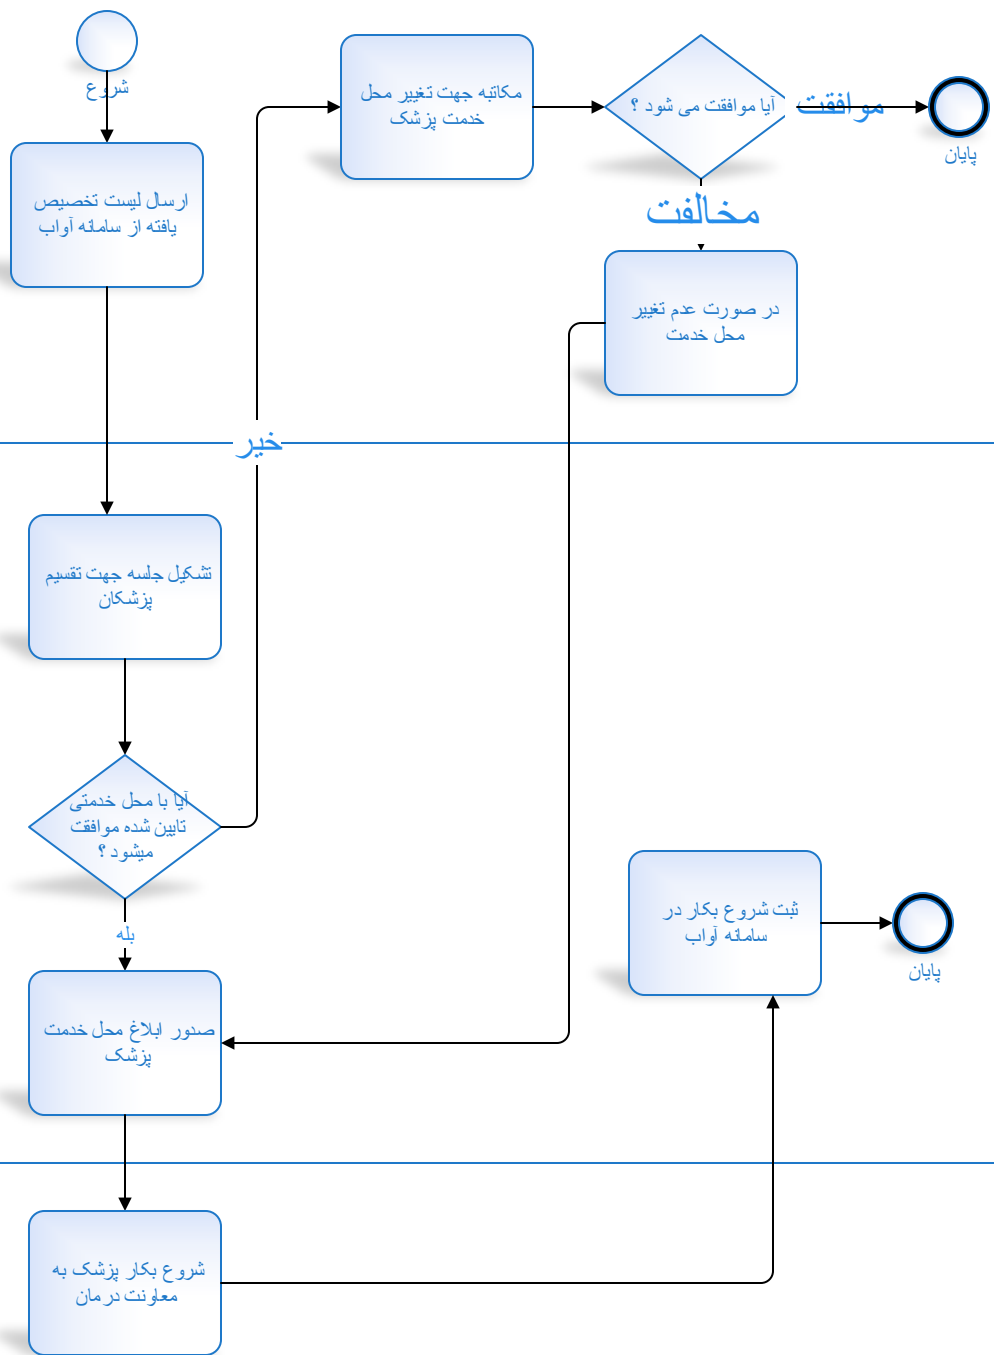 شروع
ارسال لیست تخصیص
یافته از سامانه آواب
مکاتبه جهت تغییر محل
خدمت پزشک
آیا موافقت می شود ؟
موافقت
پایان
مخالفت
در صورت عدم تغییر
محل خدمت
خیر
تشکیل جلسه جهت تقسیم
پزشکان
آیا با محل خدمتی
تایین شده موافقت
میشود ؟
بله
صدور ابلاغ محل خدمت
پزشک
ثبت شروع بکار در
سامانه آواب
پایان
شروع بکار پزشک به
معاونت درمان